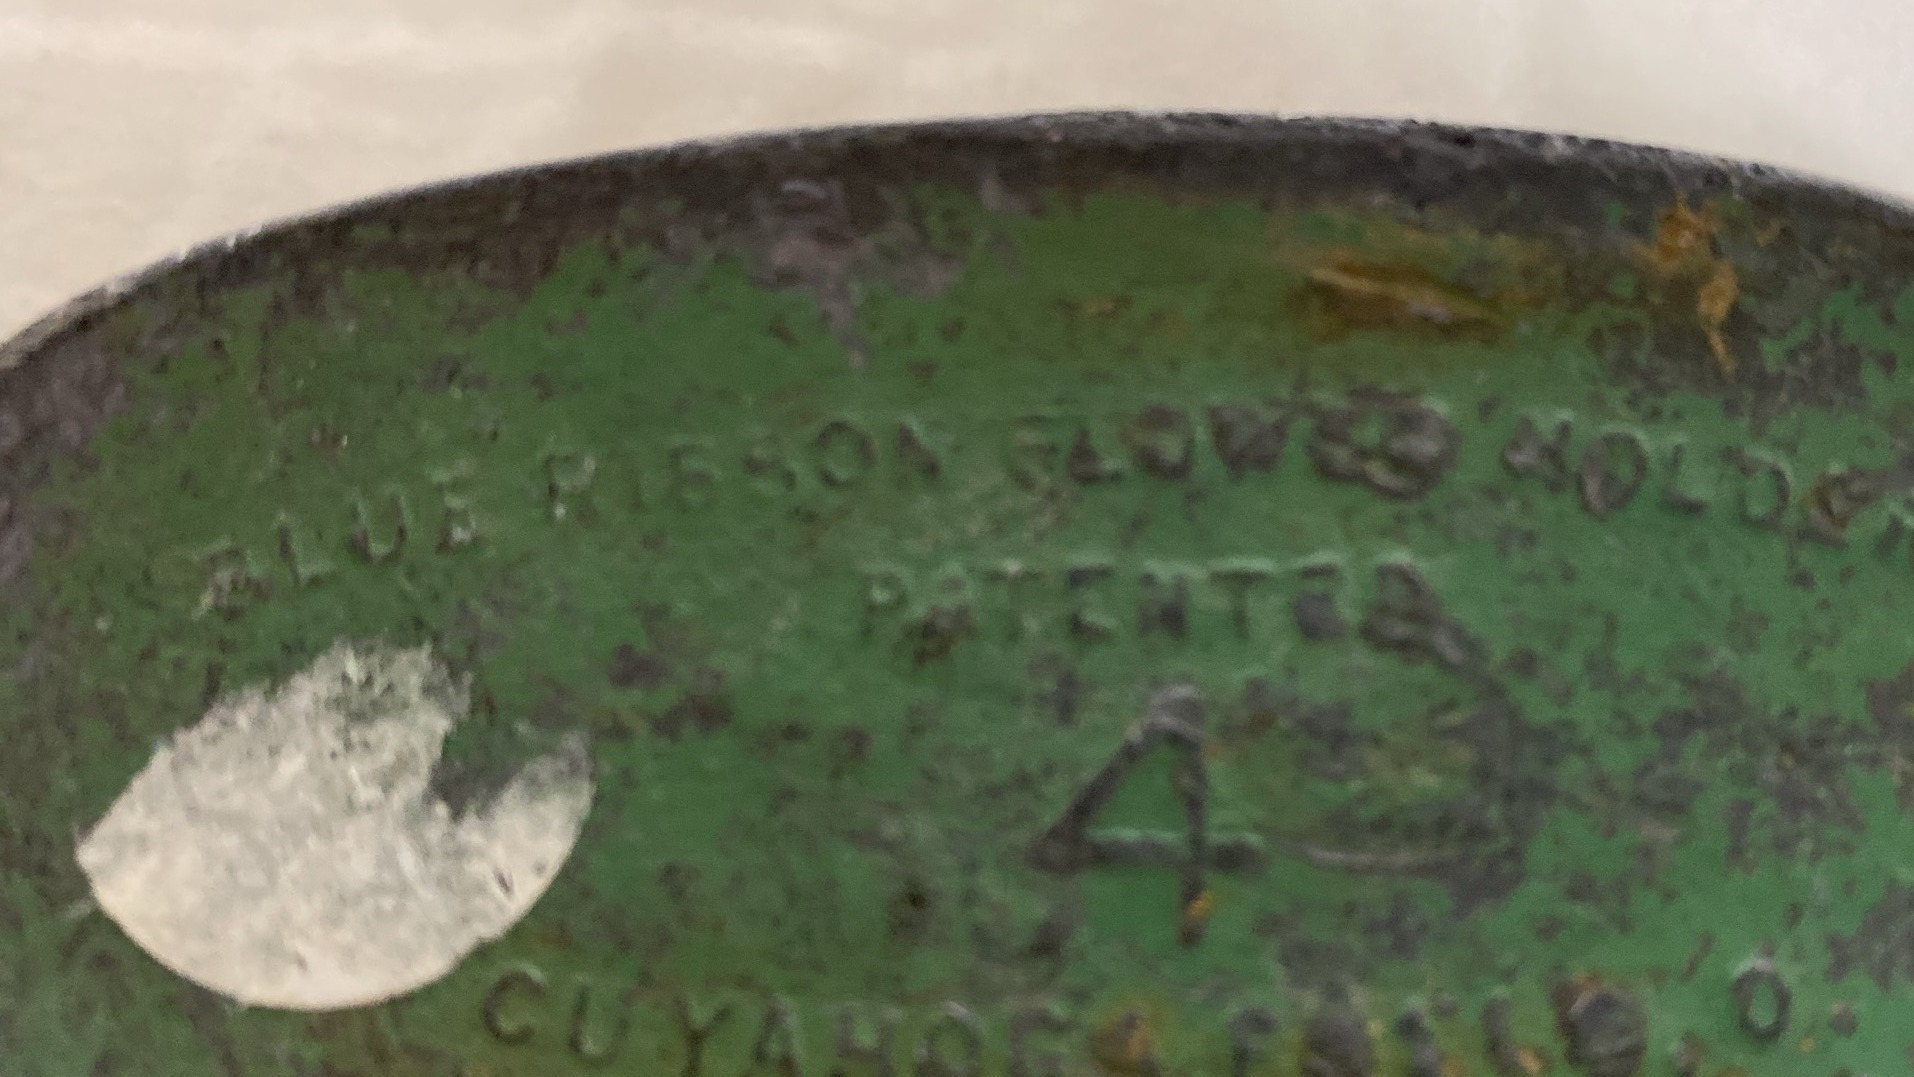 BLUE RIBBON FLOWER HOLDER
PATENTED
4
CUYAHOGA FALLS, O